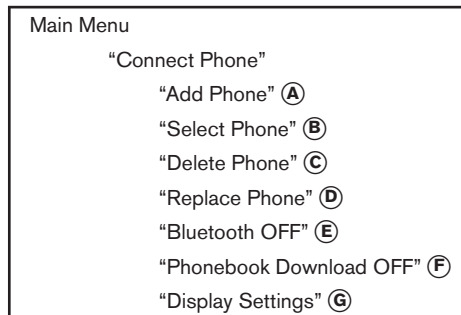 Main Menu
“Connect Phone”
“Add Phone” Ⓐ
“Select Phone” Ⓑ
“Delete Phone” Ⓒ
“Replace Phone” Ⓓ
“Bluetooth OFF” Ⓔ
“Phonebook Download OFF” Ⓕ
“Display Settings” Ⓖ